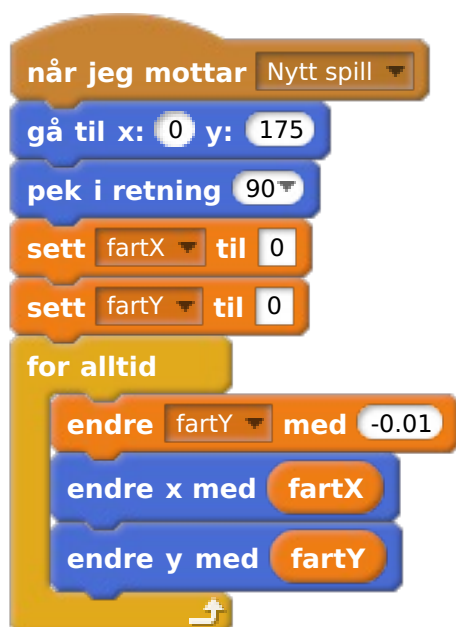 når jeg mottar Nytt spill
gå til x: 0 y: 175
pek i retning 90
sett fartX til 0
sett fartY til 0
for alltid
endre fartY med -0.01
endre x med fartX
endre y med fartY